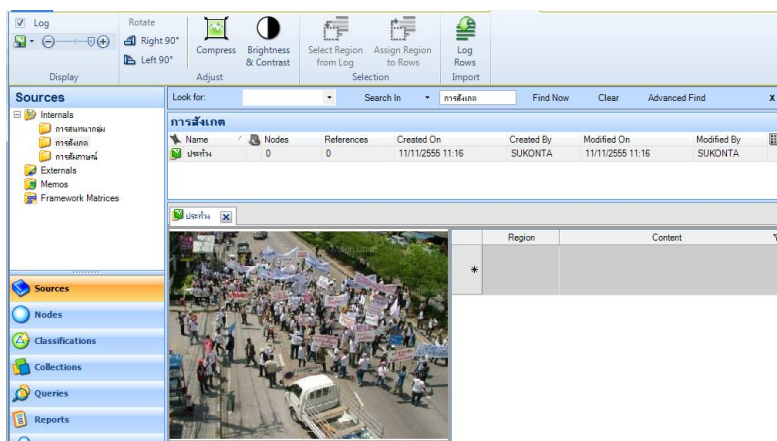 Log
Rotate
Right 90°
Left 90°
Compress
Brightness & Contrast
Select Region from Log
Assign Region to Rows
Log Rows
Display
Adjust
Selection
Import
Sources
Internals
การสนทนากลุ่ม
การสังเกต
การสัมภาษณ์
Externals
Memos
Framework Matrices
Look for:
Search In
การสังเกต
Find Now
Clear
Advanced Find
x
การสังเกต
Name Nodes References Created On Created By Modified On Modified By
ประท้วง 0 0 11/11/2555 11:16 SUKONTA 11/11/2555 11:16 SUKONTA
ประท้วง
Region Content
*
Sources
Nodes
Classifications
Collections
Queries
Reports